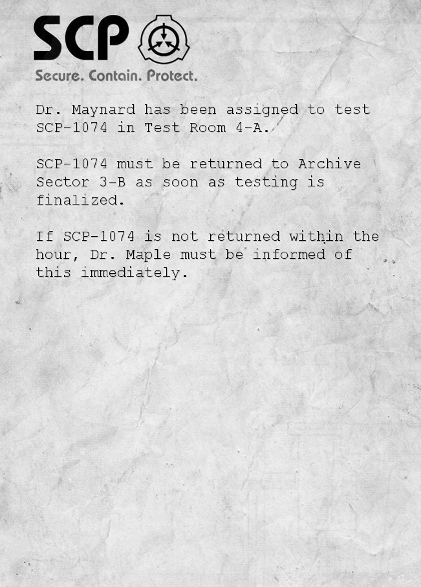 SCP
Secure. Contain. Protect.
Dr. Maynard has been assigned to test
SCP-1074 in Test Room 4-A.
SCP-1074 must be returned to Archive
Sector 3-B as soon as testing is
finalized.
If SCP-1074 is not returned within the
hour, Dr. Maple must be informed of
this immediately.